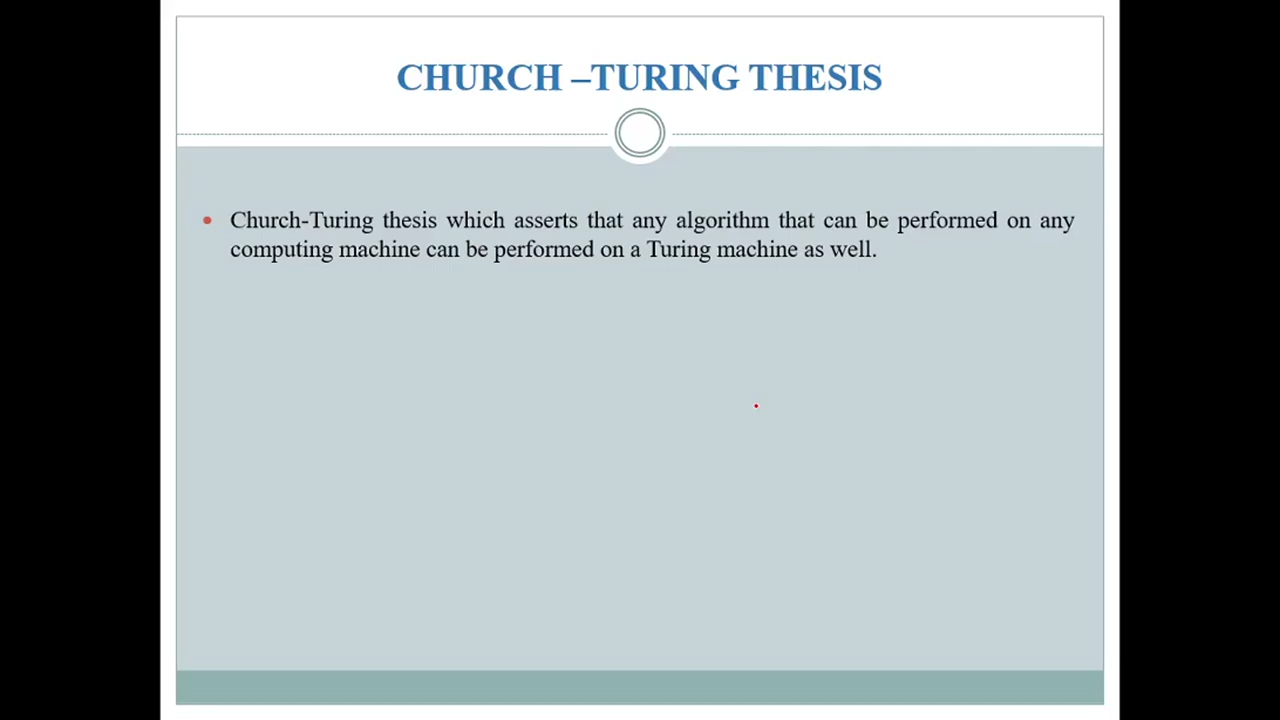 CHURCH –TURING THESIS
Church-Turing thesis which asserts that any algorithm that can be performed on any
computing machine can be performed on a Turing machine as well.